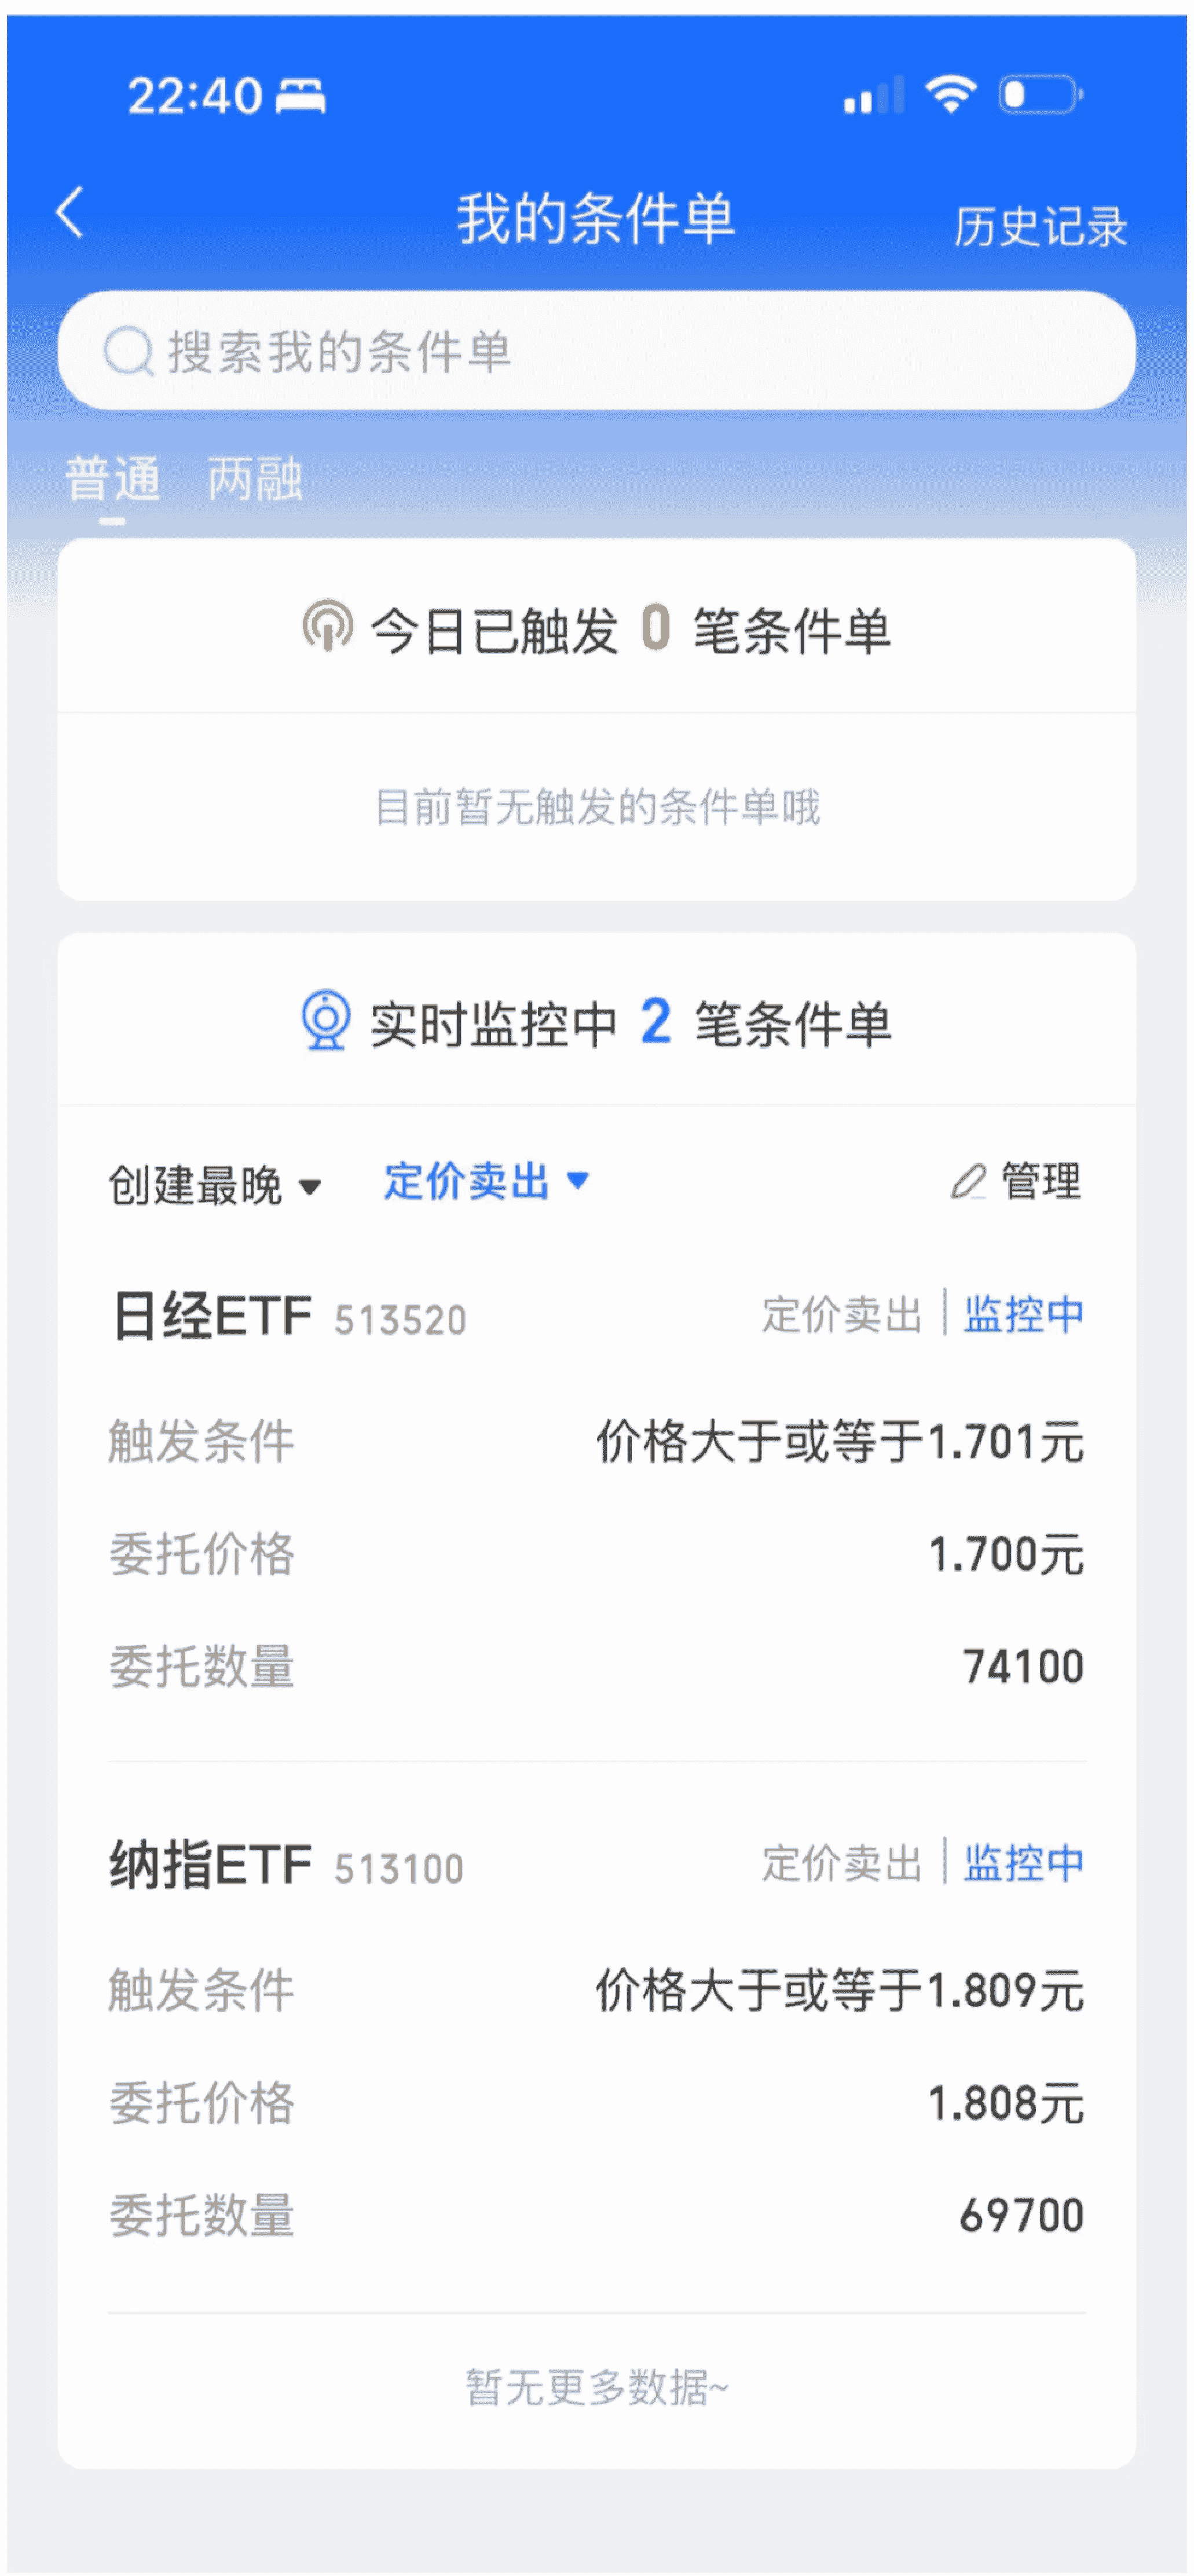 22:40
我的条件单 历史记录
搜索我的条件单
普通 两融
今日已触发 0 笔条件单
目前暂无触发的条件单哦
实时监控中 2 笔条件单
创建最晚 定价卖出 管理
日经ETF 513520 定价卖出 监控中
触发条件 价格大于或等于1.701元
委托价格 1.700元
委托数量 74100
纳指ETF 513100 定价卖出 监控中
触发条件 价格大于或等于1.809元
委托价格 1.808元
委托数量 69700
暂无更多数据~